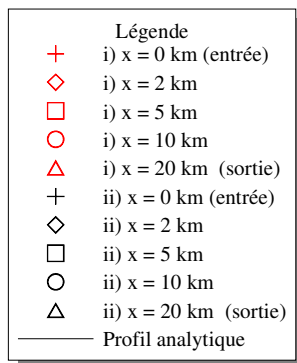 Légende
i) x = 0 km (entrée)
i) x = 2 km
i) x = 5 km
i) x = 10 km
i) x = 20 km (sortie)
ii) x = 0 km (entrée)
ii) x = 2 km
ii) x = 5 km
ii) x = 10 km
ii) x = 20 km (sortie)
Profil analytique